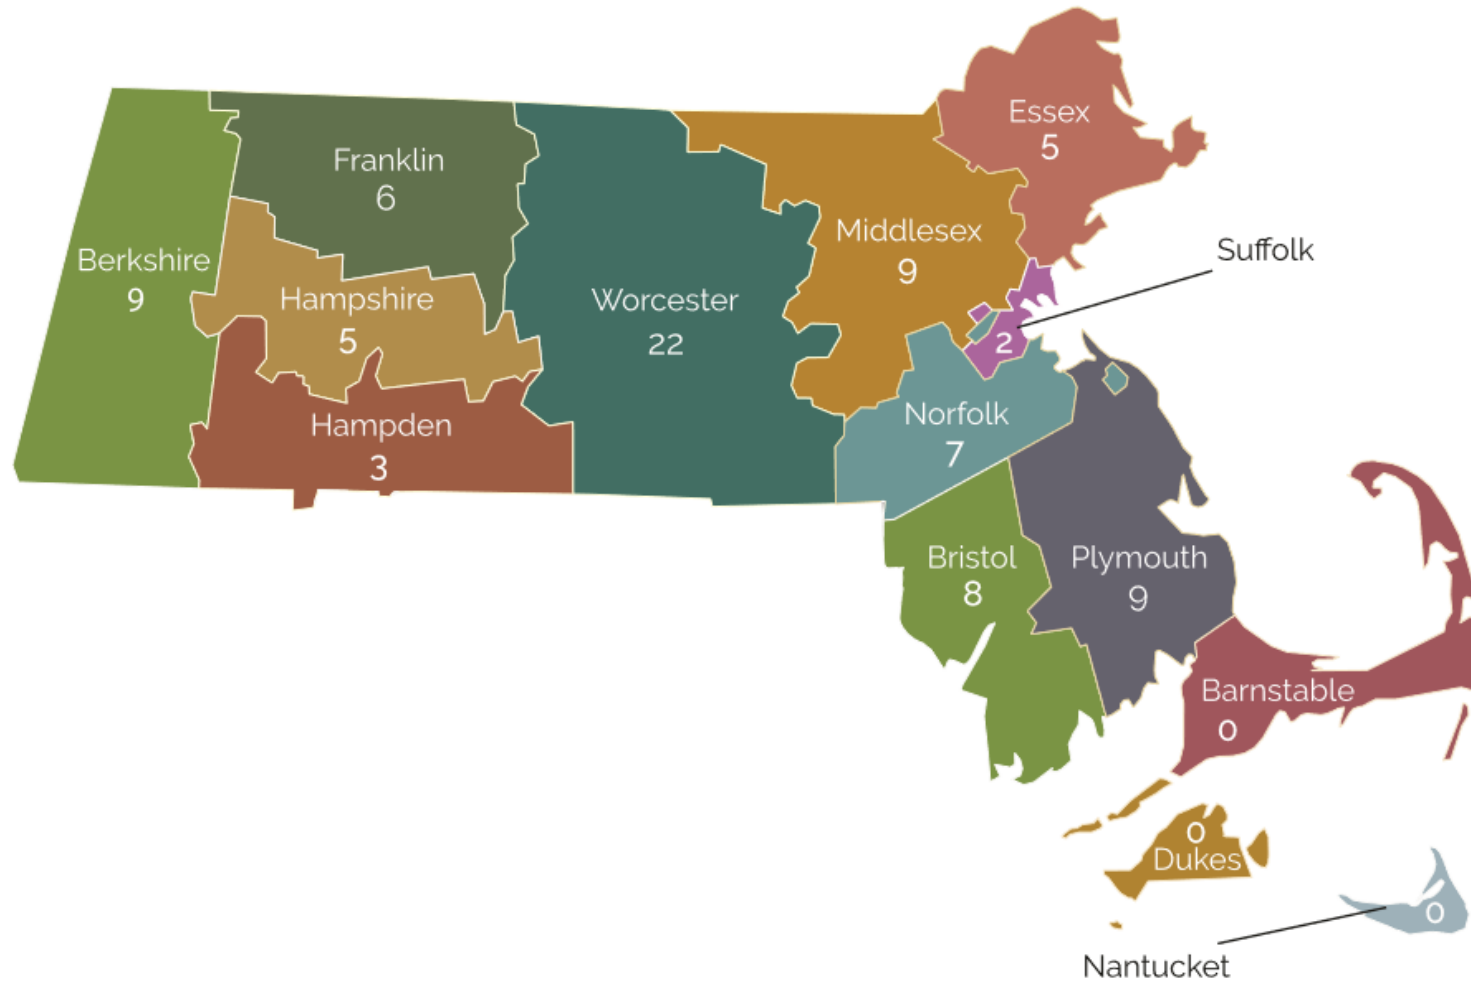 Essex
5
Franklin
6
Middlesex
9
Suffolk
2
Berkshire
9
Hampshire
5
Worcester
22
Hampden
3
Norfolk
7
Bristol
8
Plymouth
9
Barnstable
0
0
Dukes
0
Nantucket